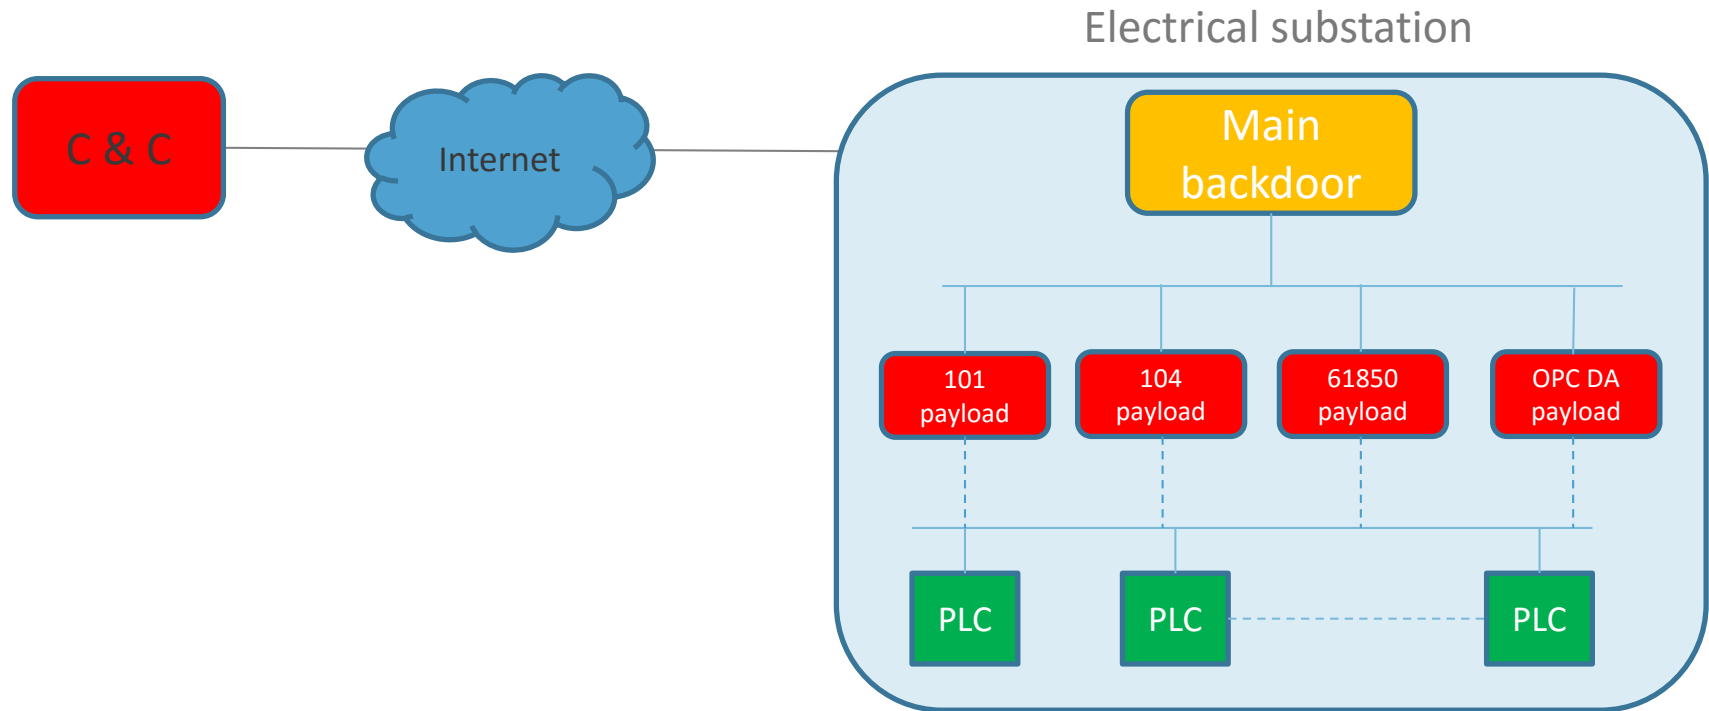 Electrical substation
C & C
Internet
Main
backdoor
101
payload
104
payload
61850
payload
OPC DA
payload
PLC
PLC
PLC